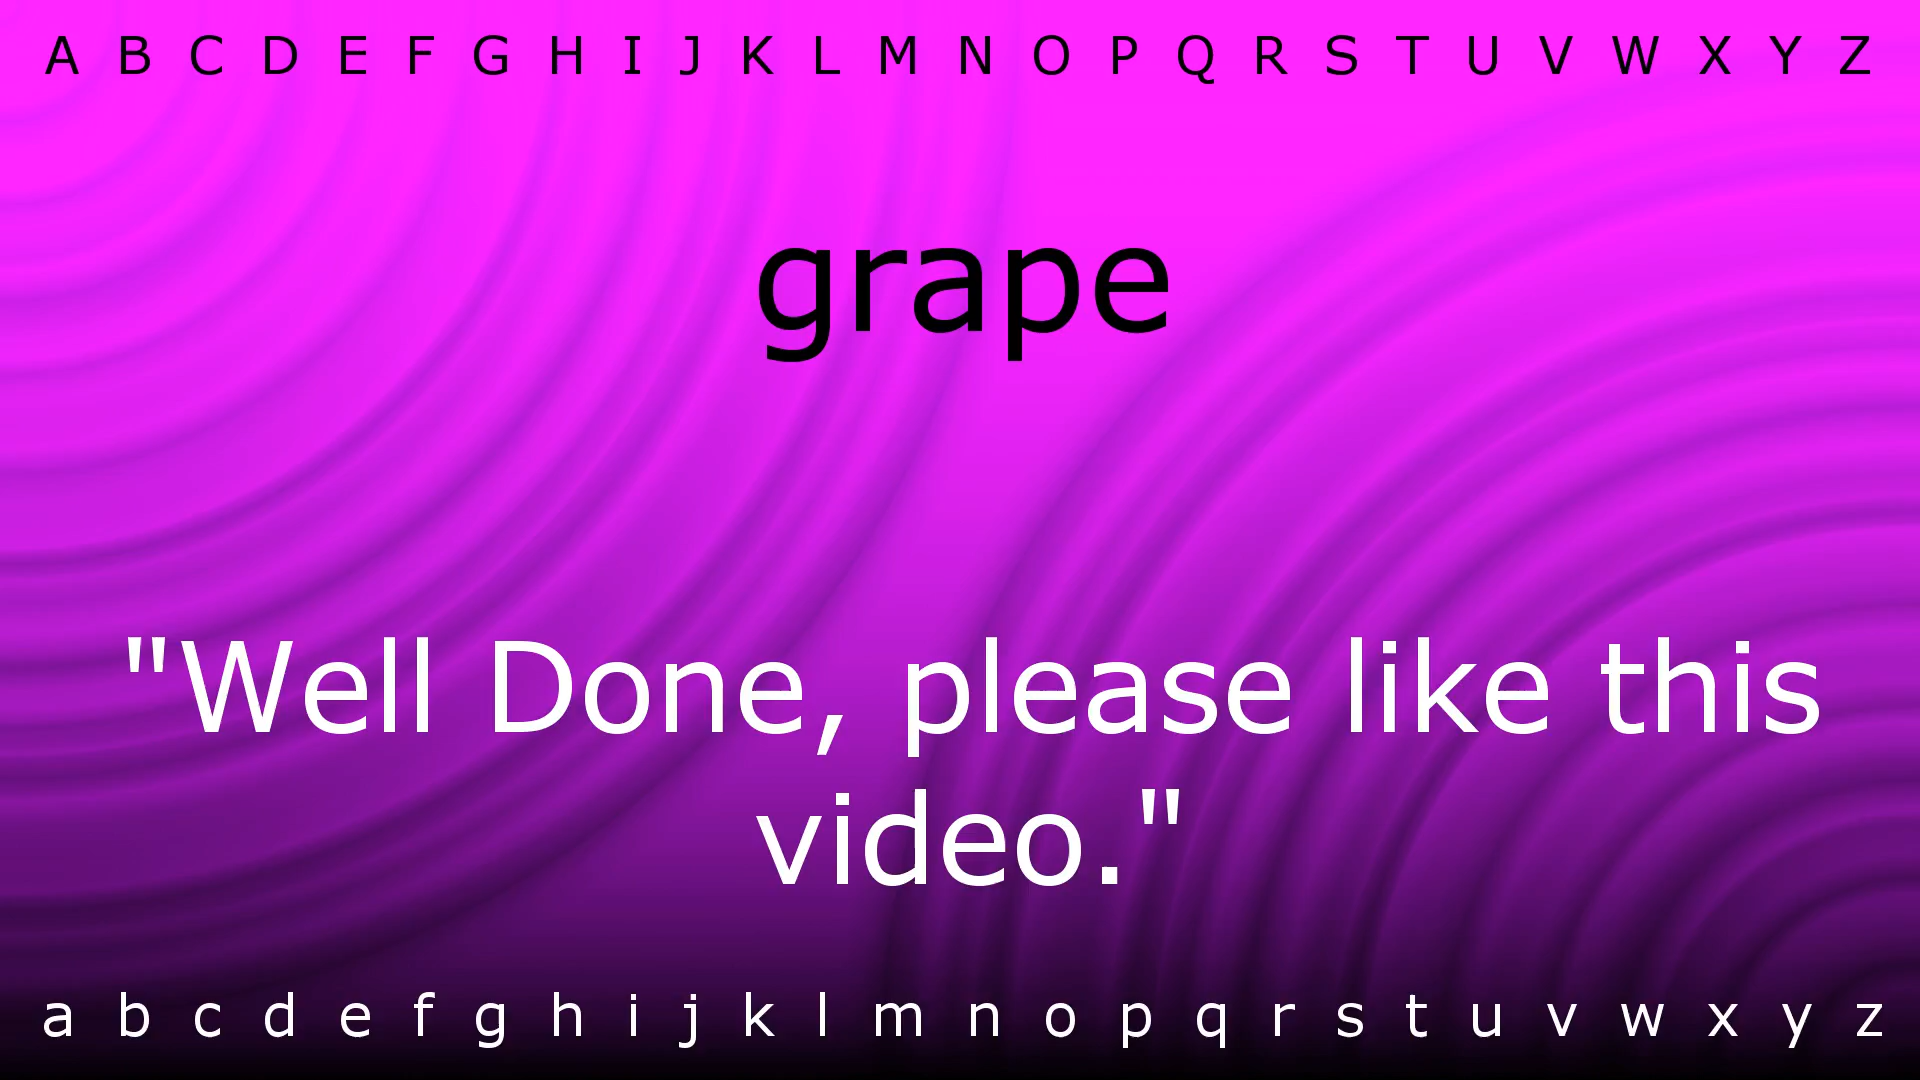 A B C D E F G H I J K L M N O P Q R S T U V W X Y Z
grape
"Well Done, please like this
video."
a b c d e f g h i j k l m n o p q r s t u v w x y z